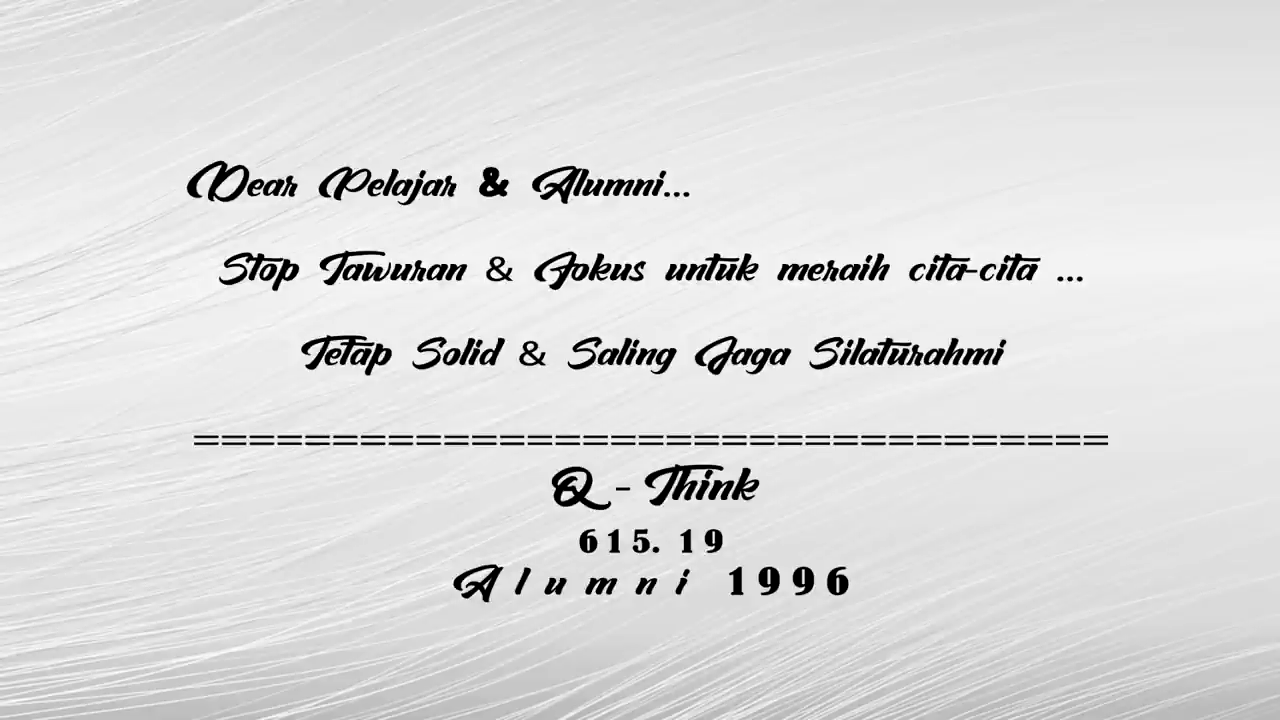 Dear Pelajar & Alumni...
Stop Tawuran & Fokus untuk meraih cita-cita ...
Tetap Solid & Saling Jaga Silaturahmi
=================================
Q - Think
615. 19
Alumni 1996